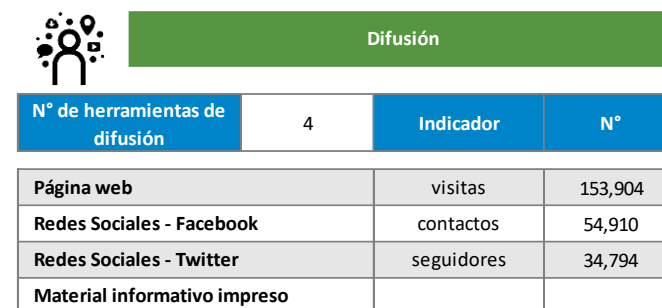 Difusión
N° de herramientas de difusión 4 Indicador N°
Página web visitas 153,904
Redes Sociales - Facebook contactos 54,910
Redes Sociales - Twitter seguidores 34,794
Material informativo impreso